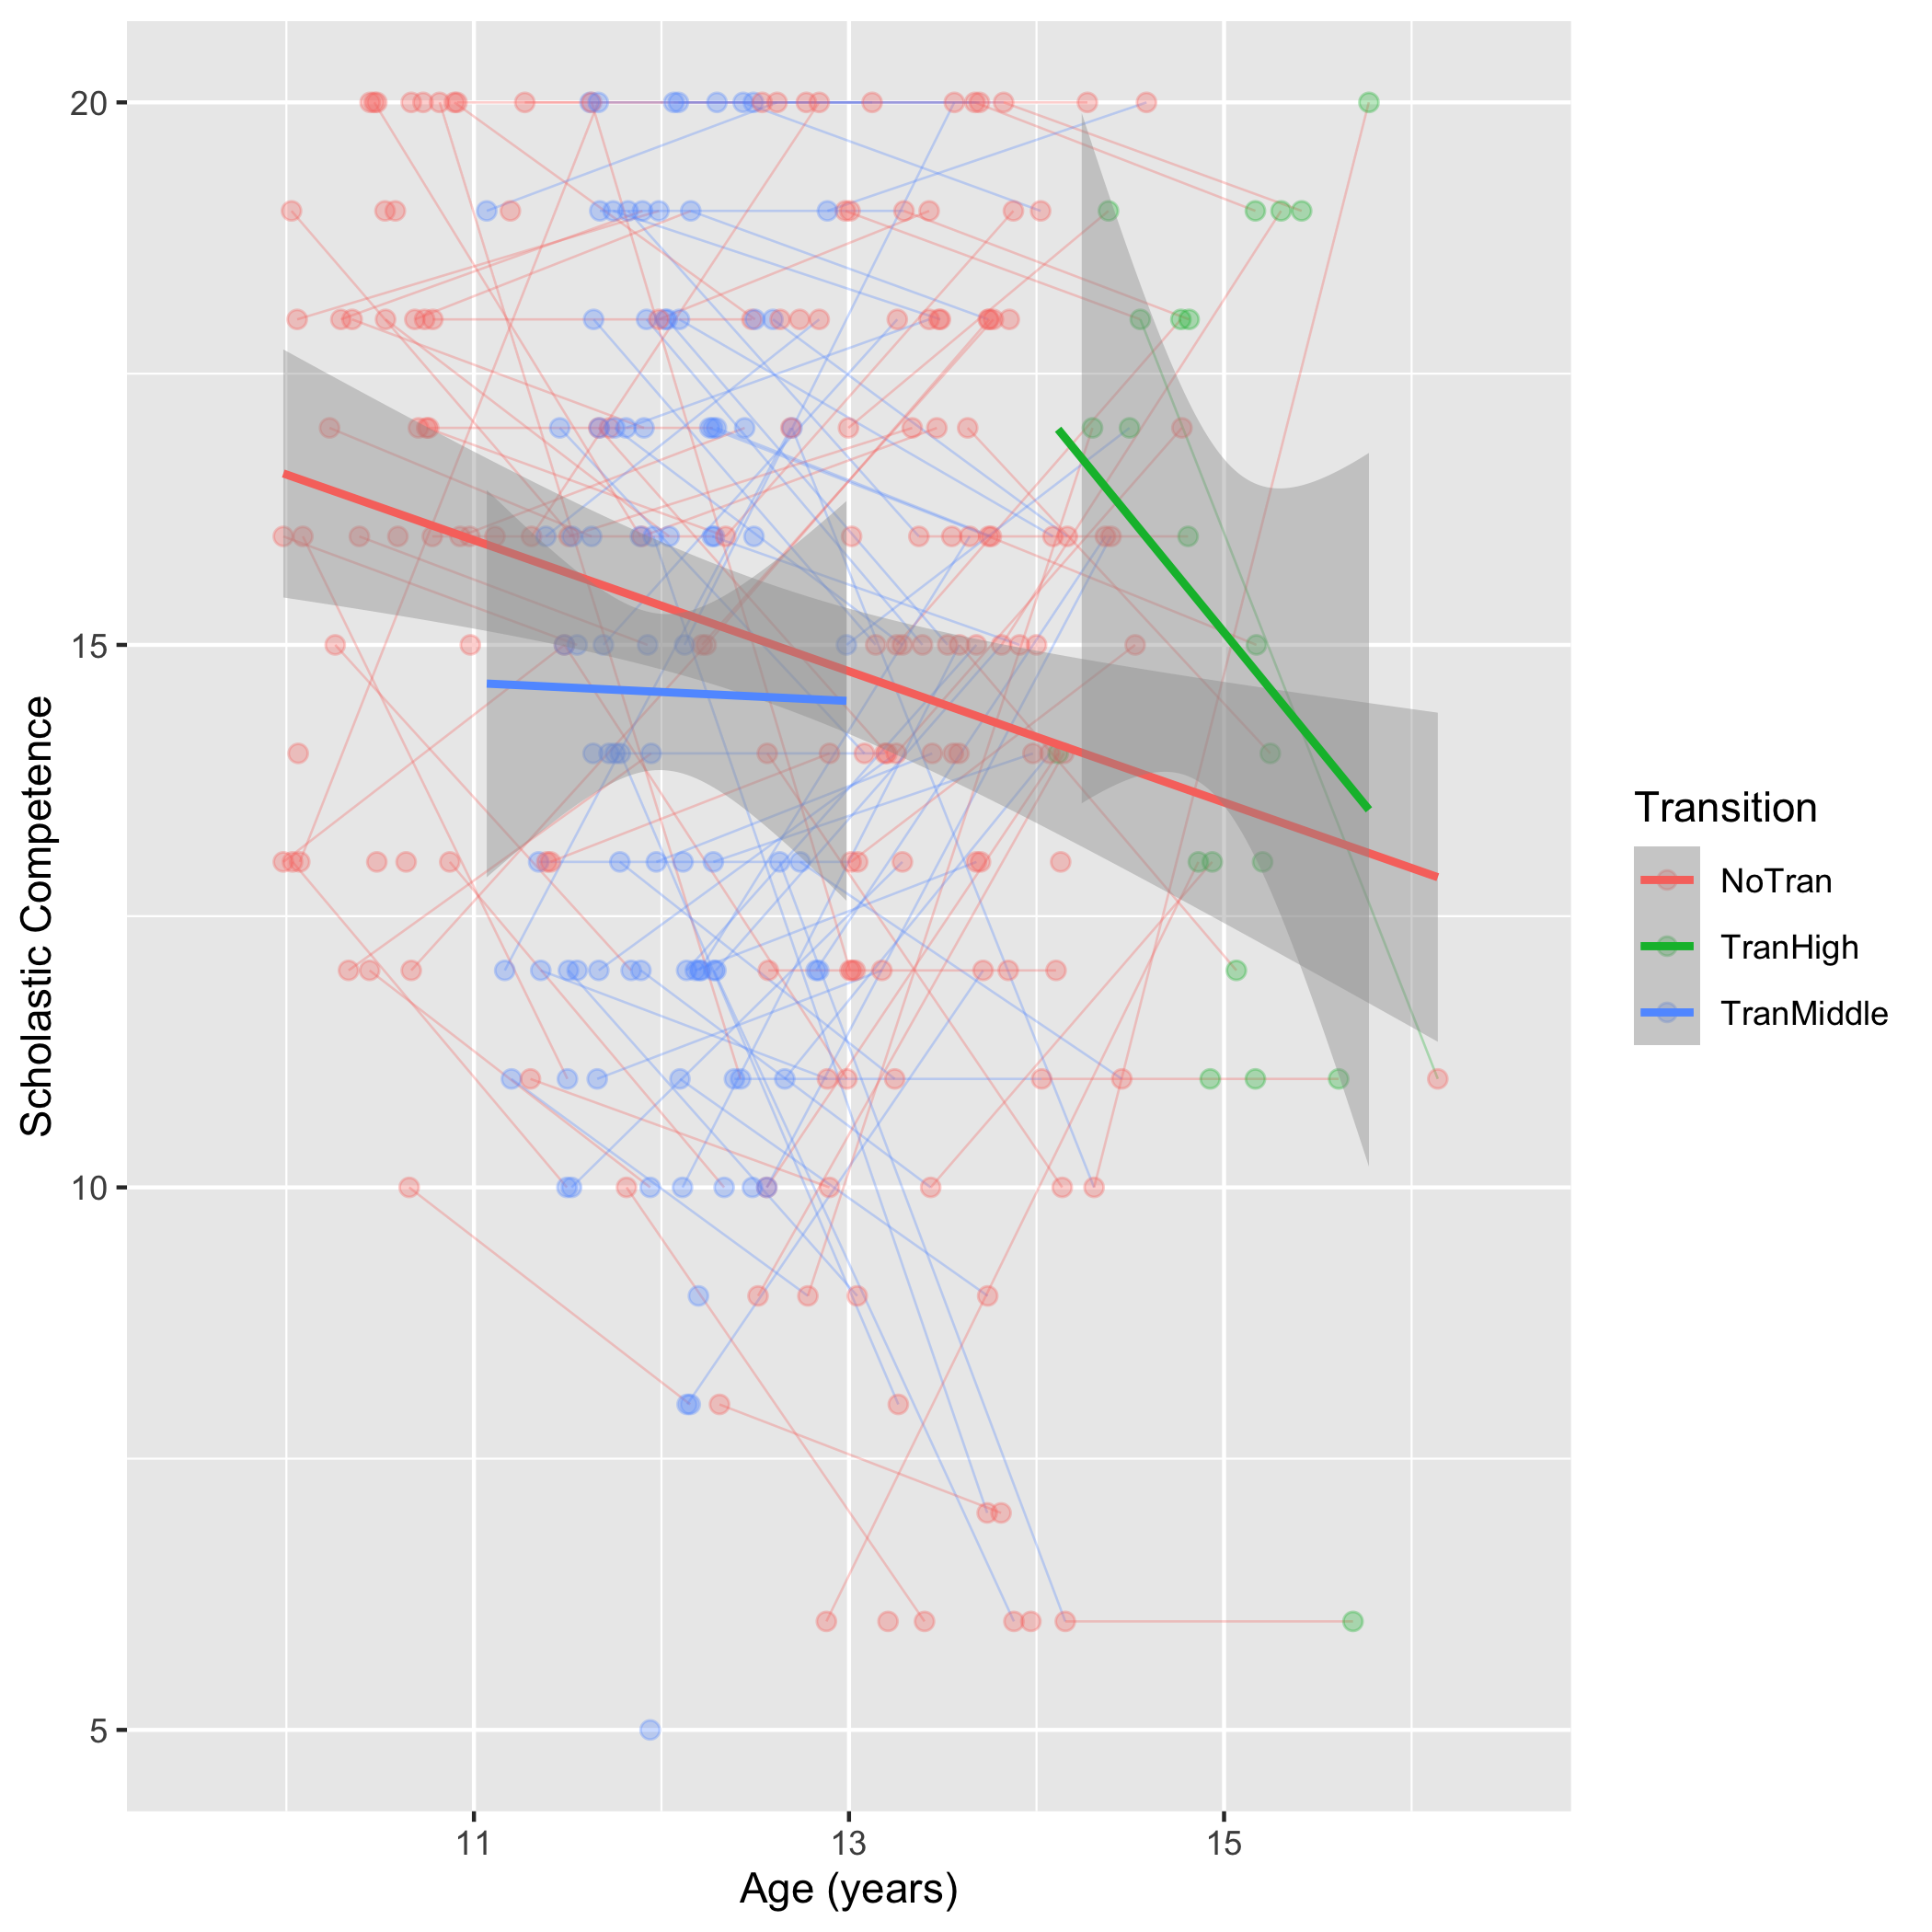 20
15
10
5
Scholastic Competence
11
13
15
Age (years)
Transition
NoTran
TranHigh
TranMiddle